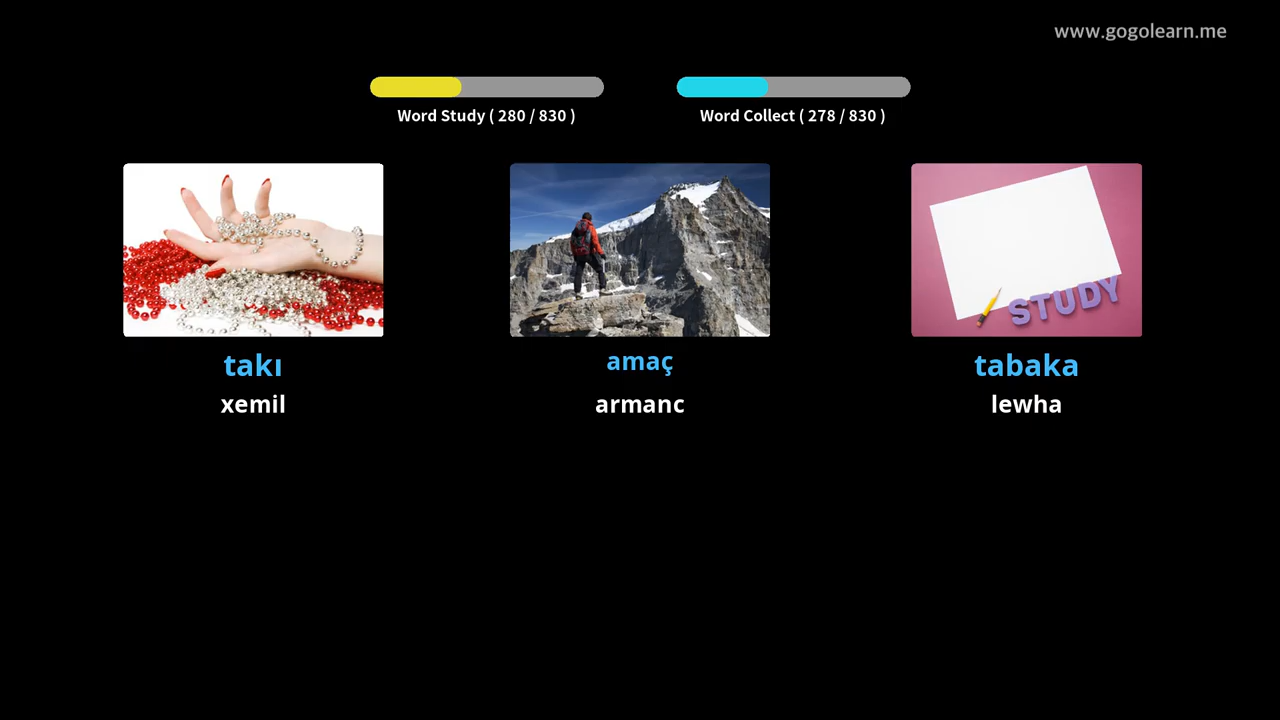 www.gogolearn.me
Word Study ( 280 / 830 )
Word Collect ( 278 / 830 )
STUDY
takı
xemil
amaç
armanc
tabaka
lewha